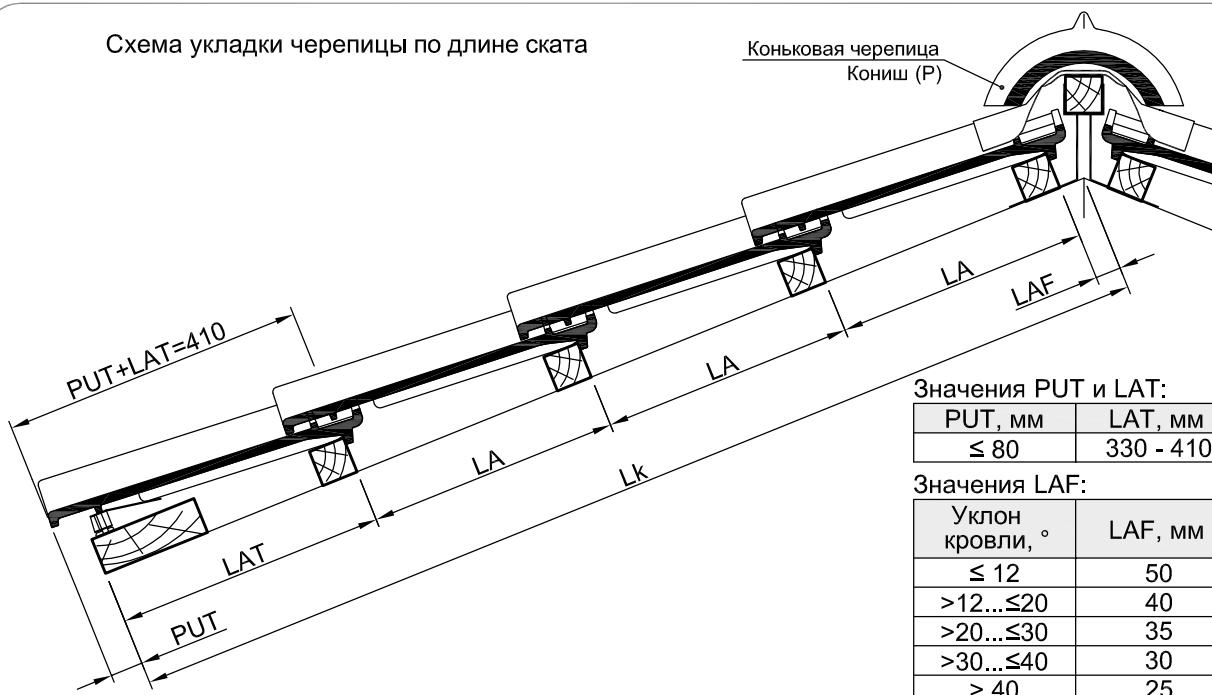 Схема укладки черепицы по длине ската
Коньковая черепица
Кониш (Р)
PUT+LAT=410
LA
LAF
LA
LA
Lk
LAT
PUT
Значения PUT и LAT:
PUT, мм LAT, мм
≤ 80 330 - 410
Значения LAF:
Уклон
кровли, ° LAF, мм
≤ 12 50
>12...≤20 40
>20...≤30 35
>30...≤40 30
> 40 25